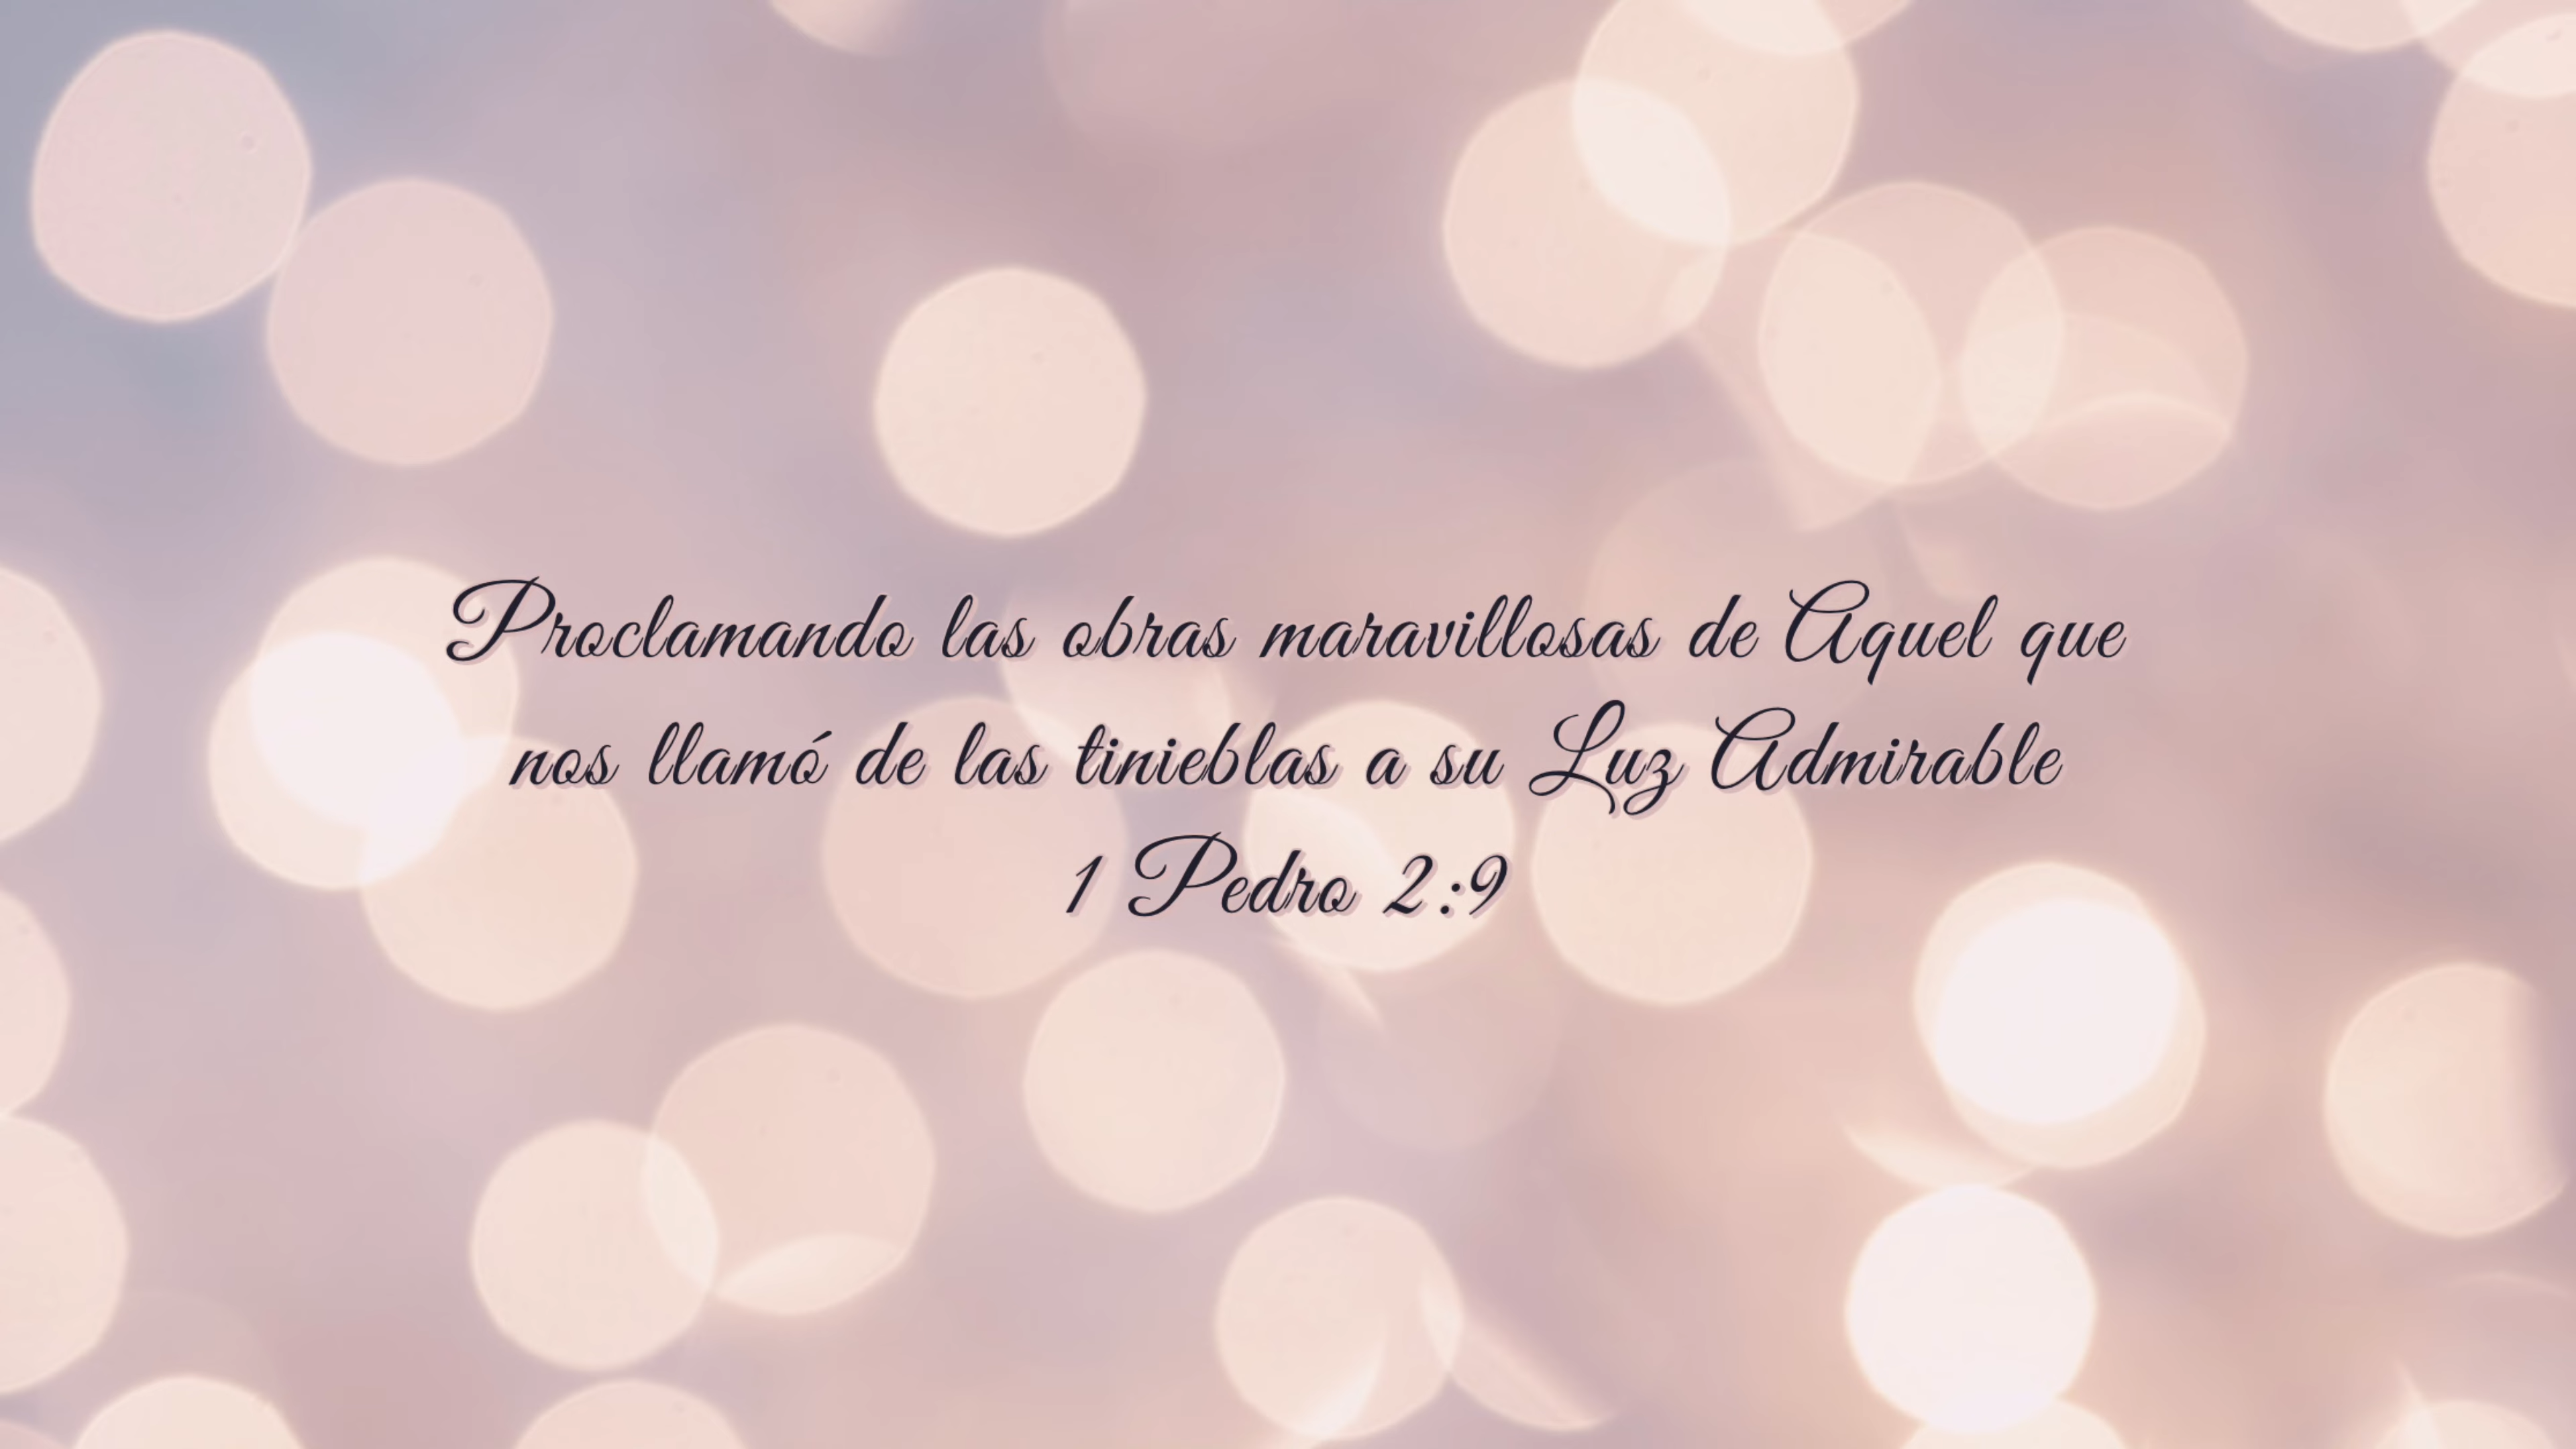 Proclamando las obras maravillosas de Aquel que
nos llamó de las tinieblas a su Luz Admirable
1 Pedro 2:9